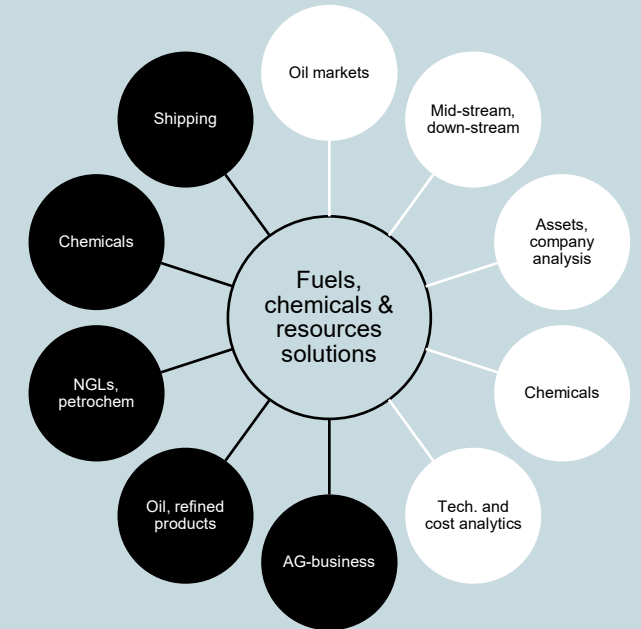 Oil markets
Mid-stream,
down-stream
Assets,
company
analysis
Chemicals
Tech. and
cost analytics
AG-business
Oil, refined
products
NGLs,
petrochem
Chemicals
Shipping
Fuels,
chemicals &
resources
solutions